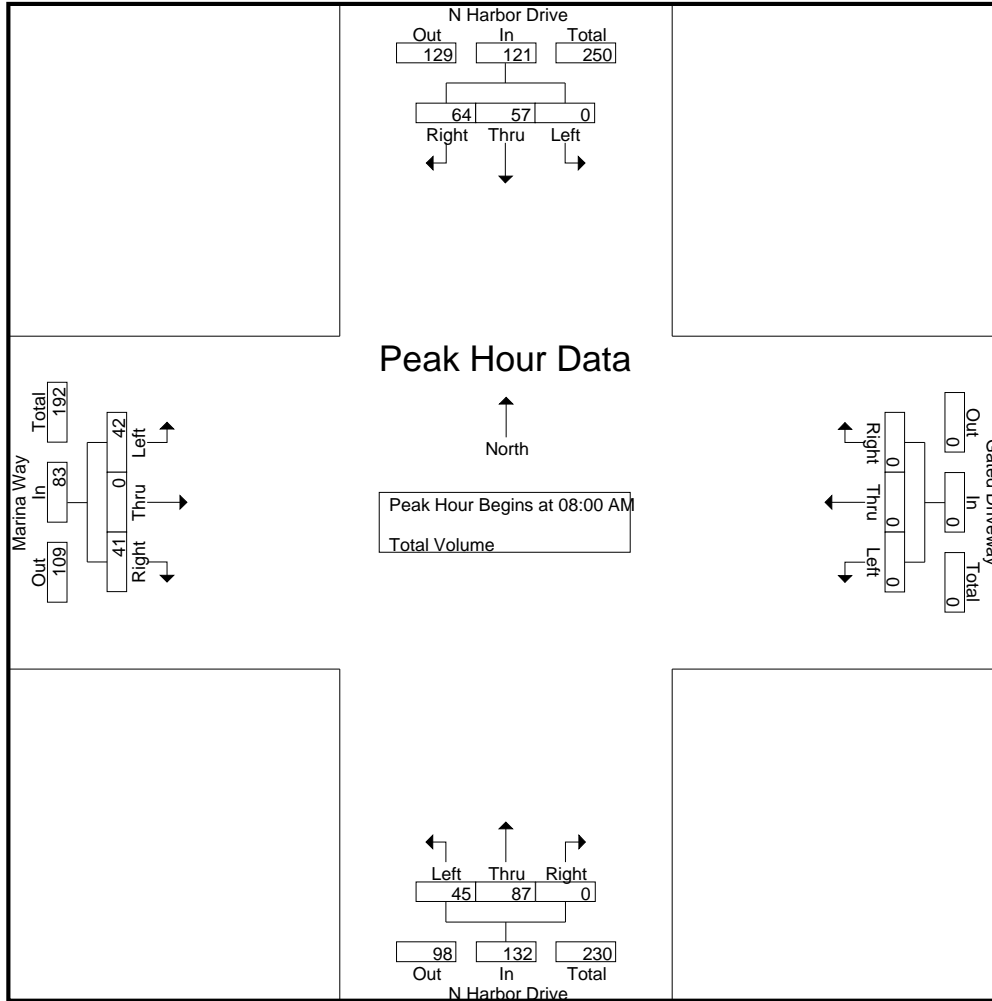 N Harbor Drive
Out In Total
129 121 250
64 57 0
Right Thru Left
Peak Hour Data
North
Peak Hour Begins at 08:00 AM
Total Volume
Marina Way
Out In Total
109 83 192
41 0 42
Right Thru Left
Gated Driveway
Out In Total
0 0 0
Right Thru Left
0 0 0
Left Thru Right
45 87 0
98 132 230
Out In Total
N Harbor Drive